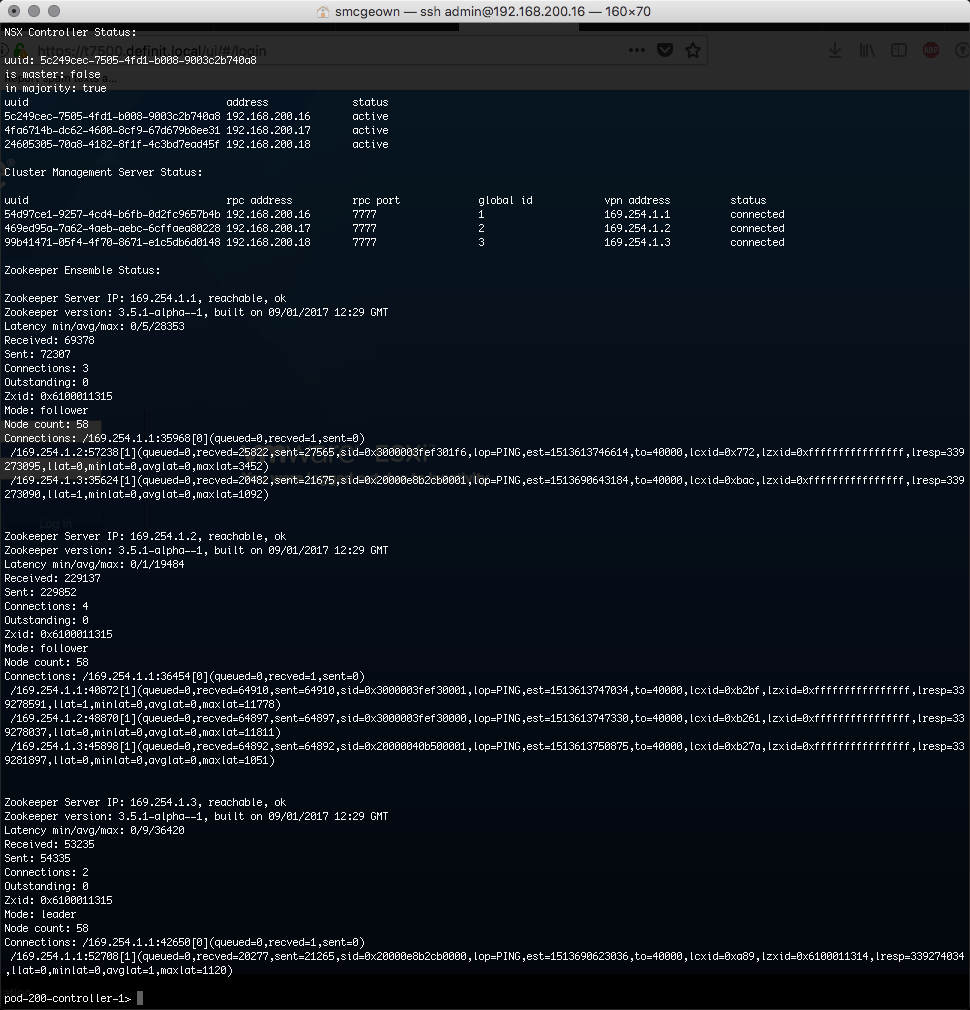 smcgeown — ssh admin@192.168.200.16 — 160×70
NSX Controller Status:
https://t7500.definit.local/ui/#/login
uuid: 5c249cec-7505-4fd1-b008-9003c2b740a8
is master: false
in majority: true
uuid address status
5c249cec-7505-4fd1-b008-9003c2b740a8 192.168.200.16 active
4fa6714b-dc62-4600-8cf9-67d679b8ee31 192.168.200.17 active
24605305-70a8-4182-8f1f-4c3bd7ead45f 192.168.200.18 active
Cluster Management Server Status:
uuid rpc address rpc port global id vpn address status
54d97ce1-9257-4cd4-b6fb-0d2fc9657b4b 192.168.200.16 7777 1 169.254.1.1 connected
469ed95a-7a62-4aeb-aebc-6cffaea80228 192.168.200.17 7777 2 169.254.1.2 connected
99b41471-05f4-4f70-8671-e1c5db6d0148 192.168.200.18 7777 3 169.254.1.3 connected
Zookeeper Ensemble Status:
Zookeeper Server IP: 169.254.1.1, reachable, ok
Zookeeper version: 3.5.1-alpha--1, built on 09/01/2017 12:29 GMT
Latency min/avg/max: 0/5/28353
Received: 69378
Sent: 72307
Connections: 3
Outstanding: 0
Zxid: 0x6100011315
Mode: follower
Node count: 58
Connections: /169.254.1.1:35968[0](queued=0,recved=1,sent=0)
/169.254.1.2:57238[1](queued=0,recved=25822,sent=27565,sid=0x3000003fef301f6,lop=PING,est=1513613746614,to=40000,lcxid=0x772,lzxid=0xffffffffffffffff,lresp=339
273095,llat=0,minlat=0,avglat=0,maxlat=3452)
/169.254.1.3:35624[1](queued=0,recved=20482,sent=21675,sid=0x20000e8b2cb0001,lop=PING,est=1513690643184,to=40000,lcxid=0xbac,lzxid=0xffffffffffffffff,lresp=339
273090,llat=1,minlat=0,avglat=0,maxlat=1092)
Log in
Zookeeper Server IP: 169.254.1.2, reachable, ok
Zookeeper version: 3.5.1-alpha--1, built on 09/01/2017 12:29 GMT
Latency min/avg/max: 0/1/19484
Received: 229137
Sent: 229852
Connections: 4
Outstanding: 0
Zxid: 0x6100011315
Mode: follower
Node count: 58
Connections: /169.254.1.1:36454[0](queued=0,recved=1,sent=0)
/169.254.1.1:40872[1](queued=0,recved=64910,sent=64910,sid=0x3000003fef30001,lop=PING,est=1513613747034,to=40000,lcxid=0xb2bf,lzxid=0xffffffffffffffff,lresp=33
9278591,llat=1,minlat=0,avglat=0,maxlat=11778)
/169.254.1.2:48870[1](queued=0,recved=64897,sent=64897,sid=0x3000003fef30000,lop=PING,est=1513613747330,to=40000,lcxid=0xb261,lzxid=0xffffffffffffffff,lresp=33
9278037,llat=0,minlat=0,avglat=0,maxlat=11811)
/169.254.1.3:45898[1](queued=0,recved=64892,sent=64892,sid=0x20000040b500001,lop=PING,est=1513613750875,to=40000,lcxid=0xb27a,lzxid=0xffffffffffffffff,lresp=33
9281897,llat=0,minlat=0,avglat=0,maxlat=1051)
Zookeeper Server IP: 169.254.1.3, reachable, ok
Zookeeper version: 3.5.1-alpha--1, built on 09/01/2017 12:29 GMT
Latency min/avg/max: 0/9/36420
Received: 53235
Sent: 54335
Connections: 2
Outstanding: 0
Zxid: 0x6100011315
Mode: leader
Node count: 58
Connections: /169.254.1.1:42650[0](queued=0,recved=1,sent=0)
/169.254.1.1:52708[1](queued=0,recved=20277,sent=21265,sid=0x20000e8b2cb0000,lop=PING,est=1513690623036,to=40000,lcxid=0xa89,lzxid=0x6100011314,lresp=339274034
,llat=0,minlat=0,avglat=1,maxlat=1120)
pod-200-controller-1>